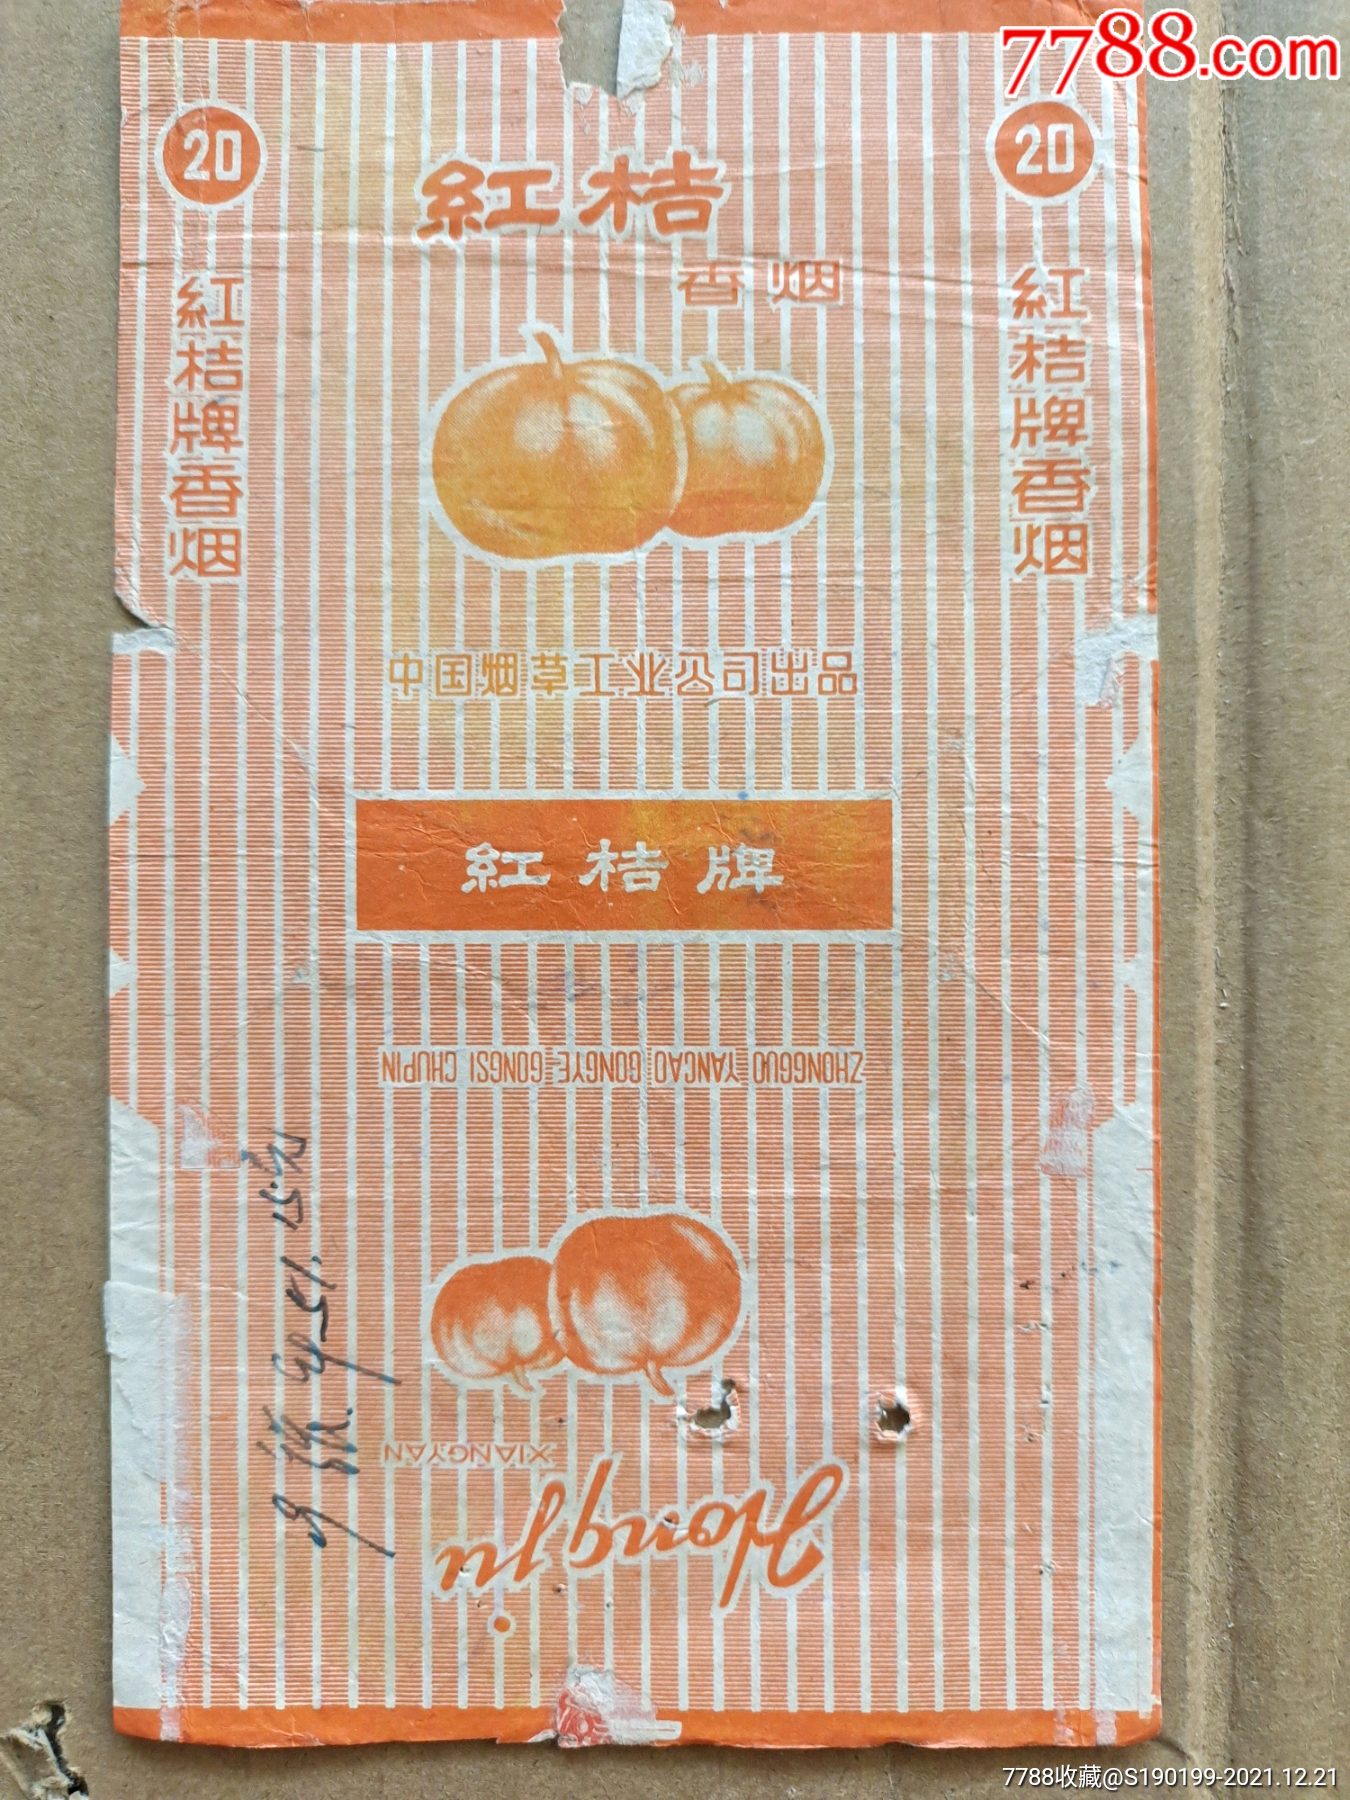 7788.com
20
20
紅桔
香烟
紅桔牌香烟
紅桔牌香烟
中国烟草工业公司出品
紅桔牌
ZHONGGUO YANCAO GONGYE GONGSI CHUPIN
XIANGYAN
Hongju
7788收藏@S190199-2021.12.21